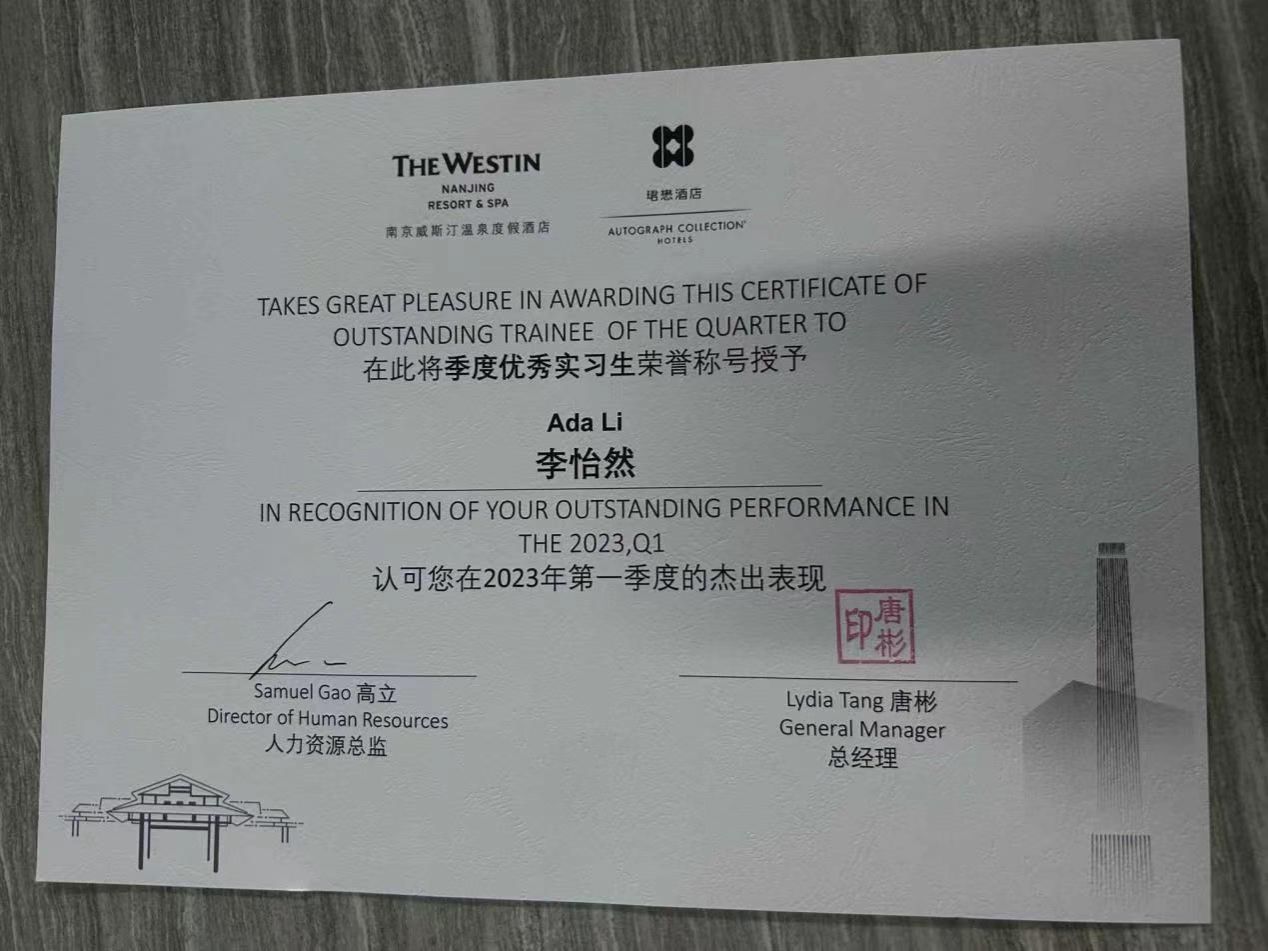 THE WESTIN
NANJING
RESORT & SPA
南京威斯汀温泉度假酒店
珺懋酒店
AUTOGRAPH COLLECTION®
HOTELS
TAKES GREAT PLEASURE IN AWARDING THIS CERTIFICATE OF
OUTSTANDING TRAINEE OF THE QUARTER TO
在此将季度优秀实习生荣誉称号授予
Ada Li
李怡然
IN RECOGNITION OF YOUR OUTSTANDING PERFORMANCE IN
THE 2023,Q1
认可您在2023年第一季度的杰出表现
Samuel Gao 高立
Director of Human Resources
人力资源总监
唐彬印
Lydia Tang 唐彬
General Manager
总经理